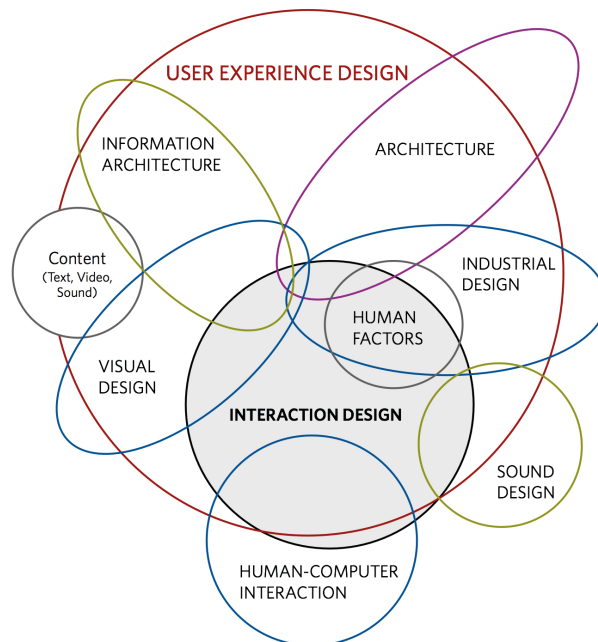 USER EXPERIENCE DESIGN
INFORMATION
ARCHITECTURE
ARCHITECTURE
Content
(Text, Video,
Sound)
INDUSTRIAL
DESIGN
HUMAN
FACTORS
VISUAL
DESIGN
INTERACTION DESIGN
SOUND
DESIGN
HUMAN-COMPUTER
INTERACTION